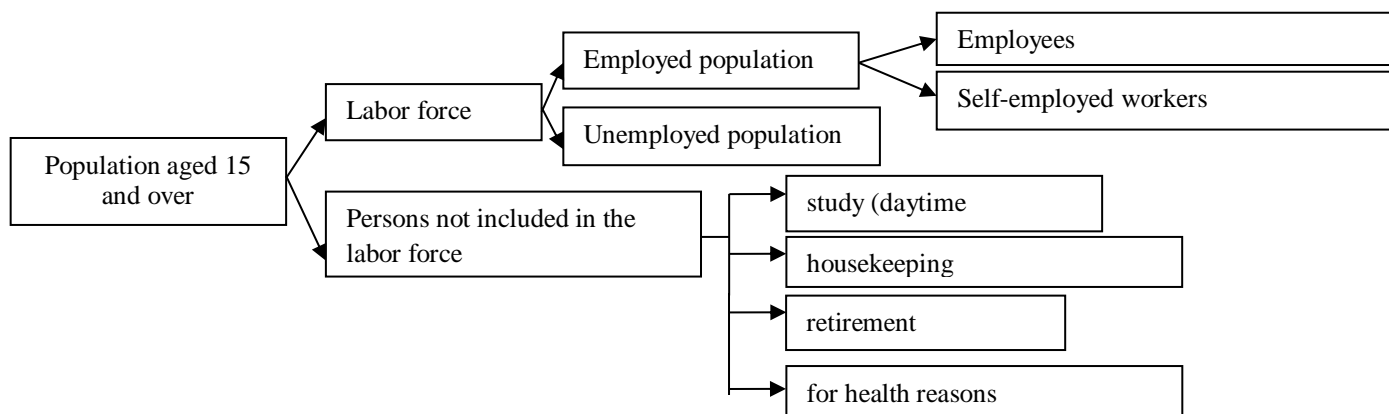 Employees
Employed population
Self-employed workers
Labor force
Unemployed population
Population aged 15
and over
Persons not included in the
labor force
study (daytime
housekeeping
retirement
for health reasons